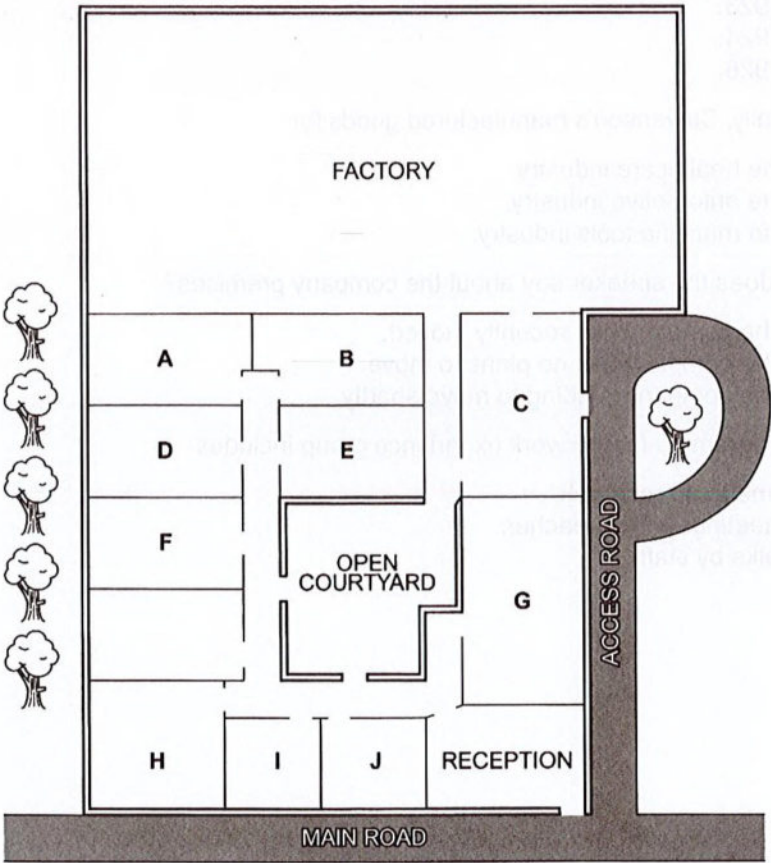 FACTORY
A
B
C
D
E
F
OPEN
COURTYARD
G
ACCESS ROAD
H
I
J
RECEPTION
MAIN ROAD